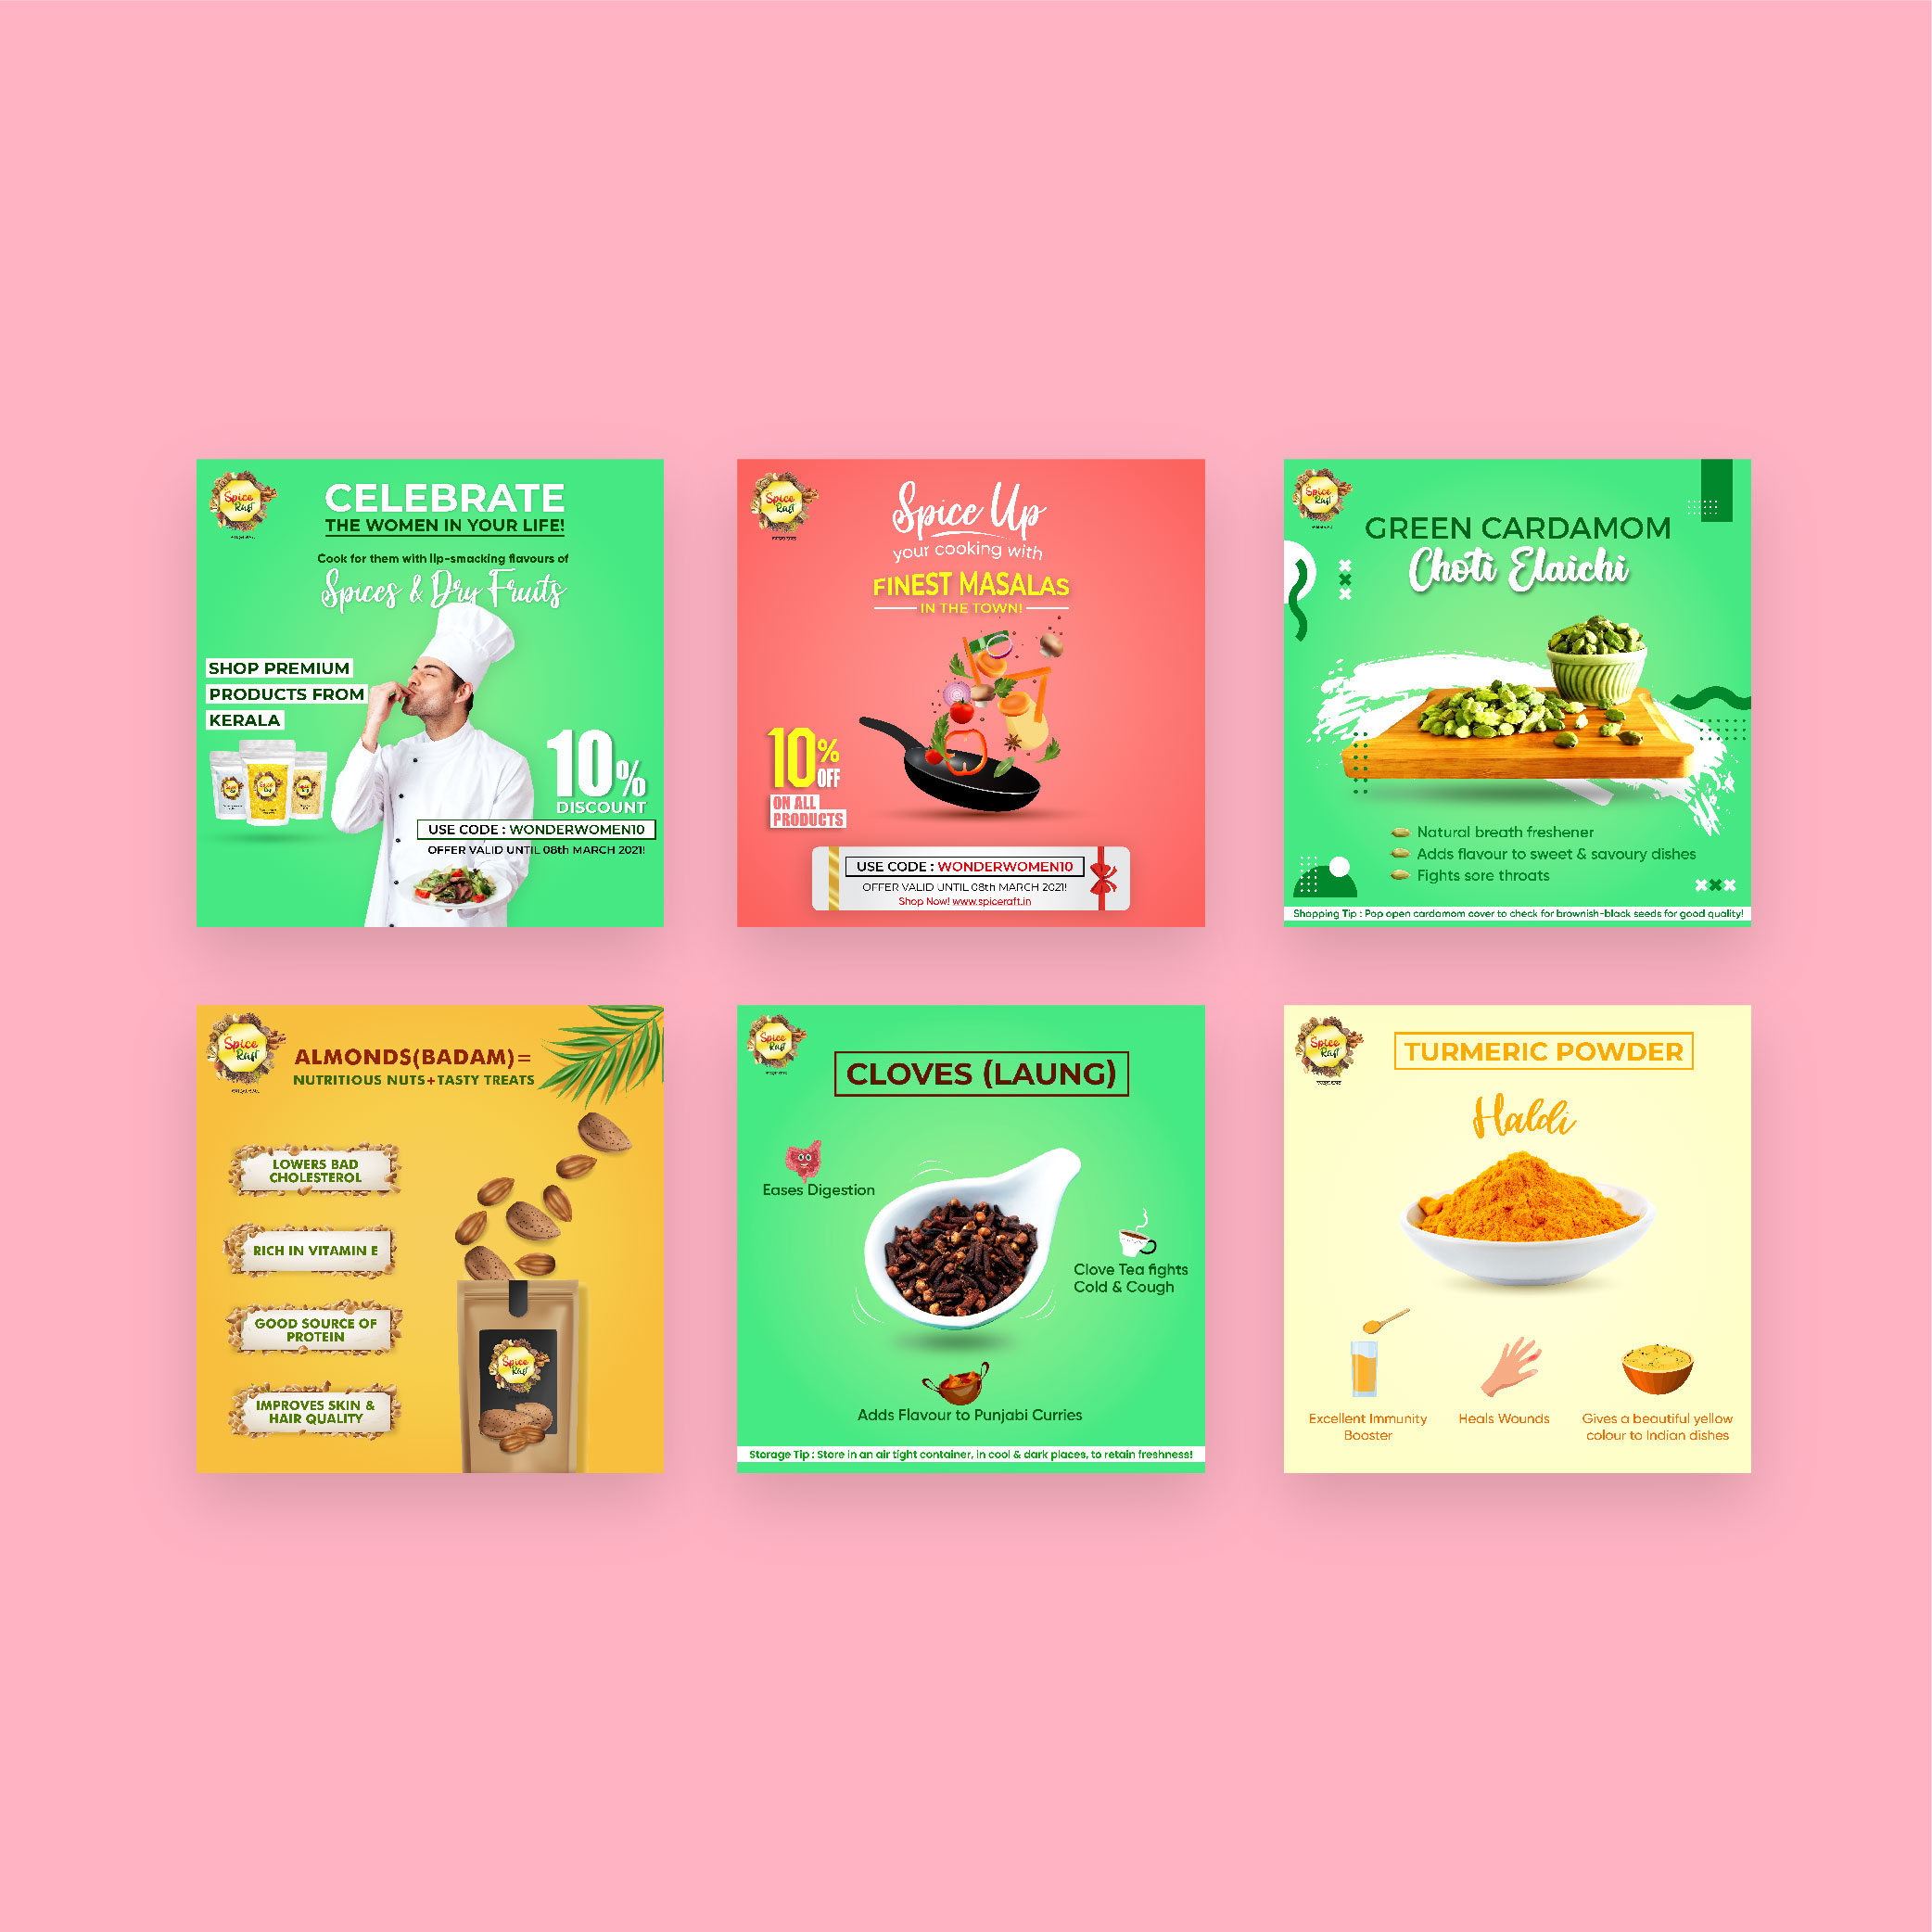 Spice
Raft
CELEBRATE
THE WOMEN IN YOUR LIFE!
Cook for them with lip-smacking flavours of
Spices & Dry Fruits
SHOP PREMIUM
PRODUCTS FROM
KERALA
10%
DISCOUNT
USE CODE : WONDERWOMEN10
OFFER VALID UNTIL 08th MARCH 2021!
Spice
Raft
Spice Up
your cooking with
FINEST MASALAS
IN THE TOWN!
10%
OFF
ON ALL
PRODUCTS
USE CODE : WONDERWOMEN10
OFFER VALID UNTIL 08th MARCH 2021!
Shop Now! www.spiceraft.in
Spice
Raft
GREEN CARDAMOM
Choti Elaichi
Natural breath freshener
Adds flavour to sweet & savoury dishes
Fights sore throats
Shopping Tip : Pop open cardamom cover to check for brownish-black seeds for good quality!
Spice
Raft
ALMONDS(BADAM)=
NUTRITIOUS NUTS+TASTY TREATS
LOWERS BAD
CHOLESTEROL
RICH IN VITAMIN E
GOOD SOURCE OF
PROTEIN
IMPROVES SKIN &
HAIR QUALITY
Spice
Raft
Spice
Raft
CLOVES (LAUNG)
Eases Digestion
Clove Tea fights
Cold & Cough
Adds Flavour to Punjabi Curries
Storage Tip : Store in an air tight container, in cool & dark places, to retain freshness!
Spice
Raft
TURMERIC POWDER
Haldi
Excellent Immunity
Booster
Heals Wounds
Gives a beautiful yellow
colour to Indian dishes